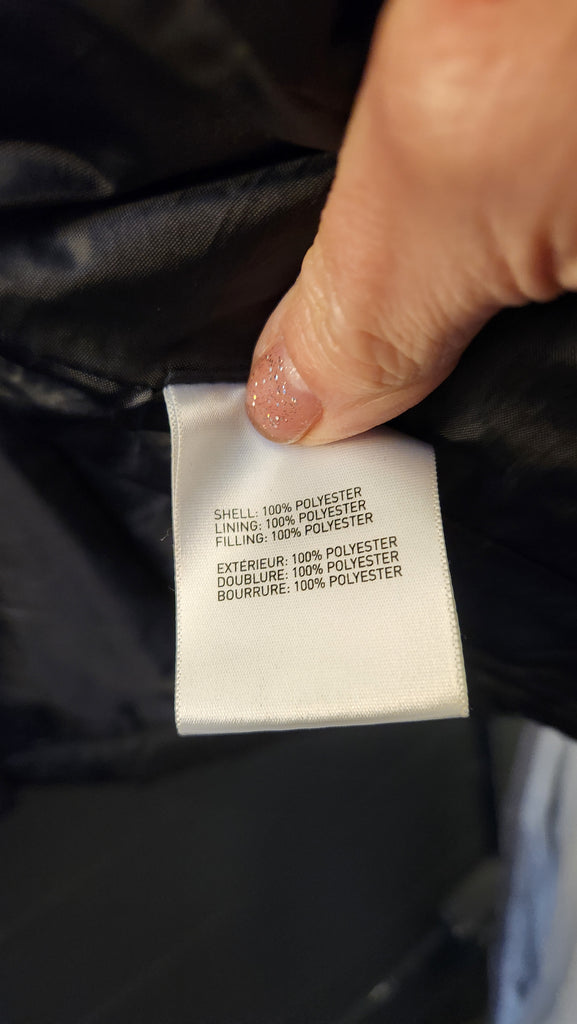 SHELL: 100% POLYESTER
LINING: 100% POLYESTER
FILLING: 100% POLYESTER
EXTÉRIEUR: 100% POLYESTER
DOUBLURE: 100% POLYESTER
BOURRURE: 100% POLYESTER